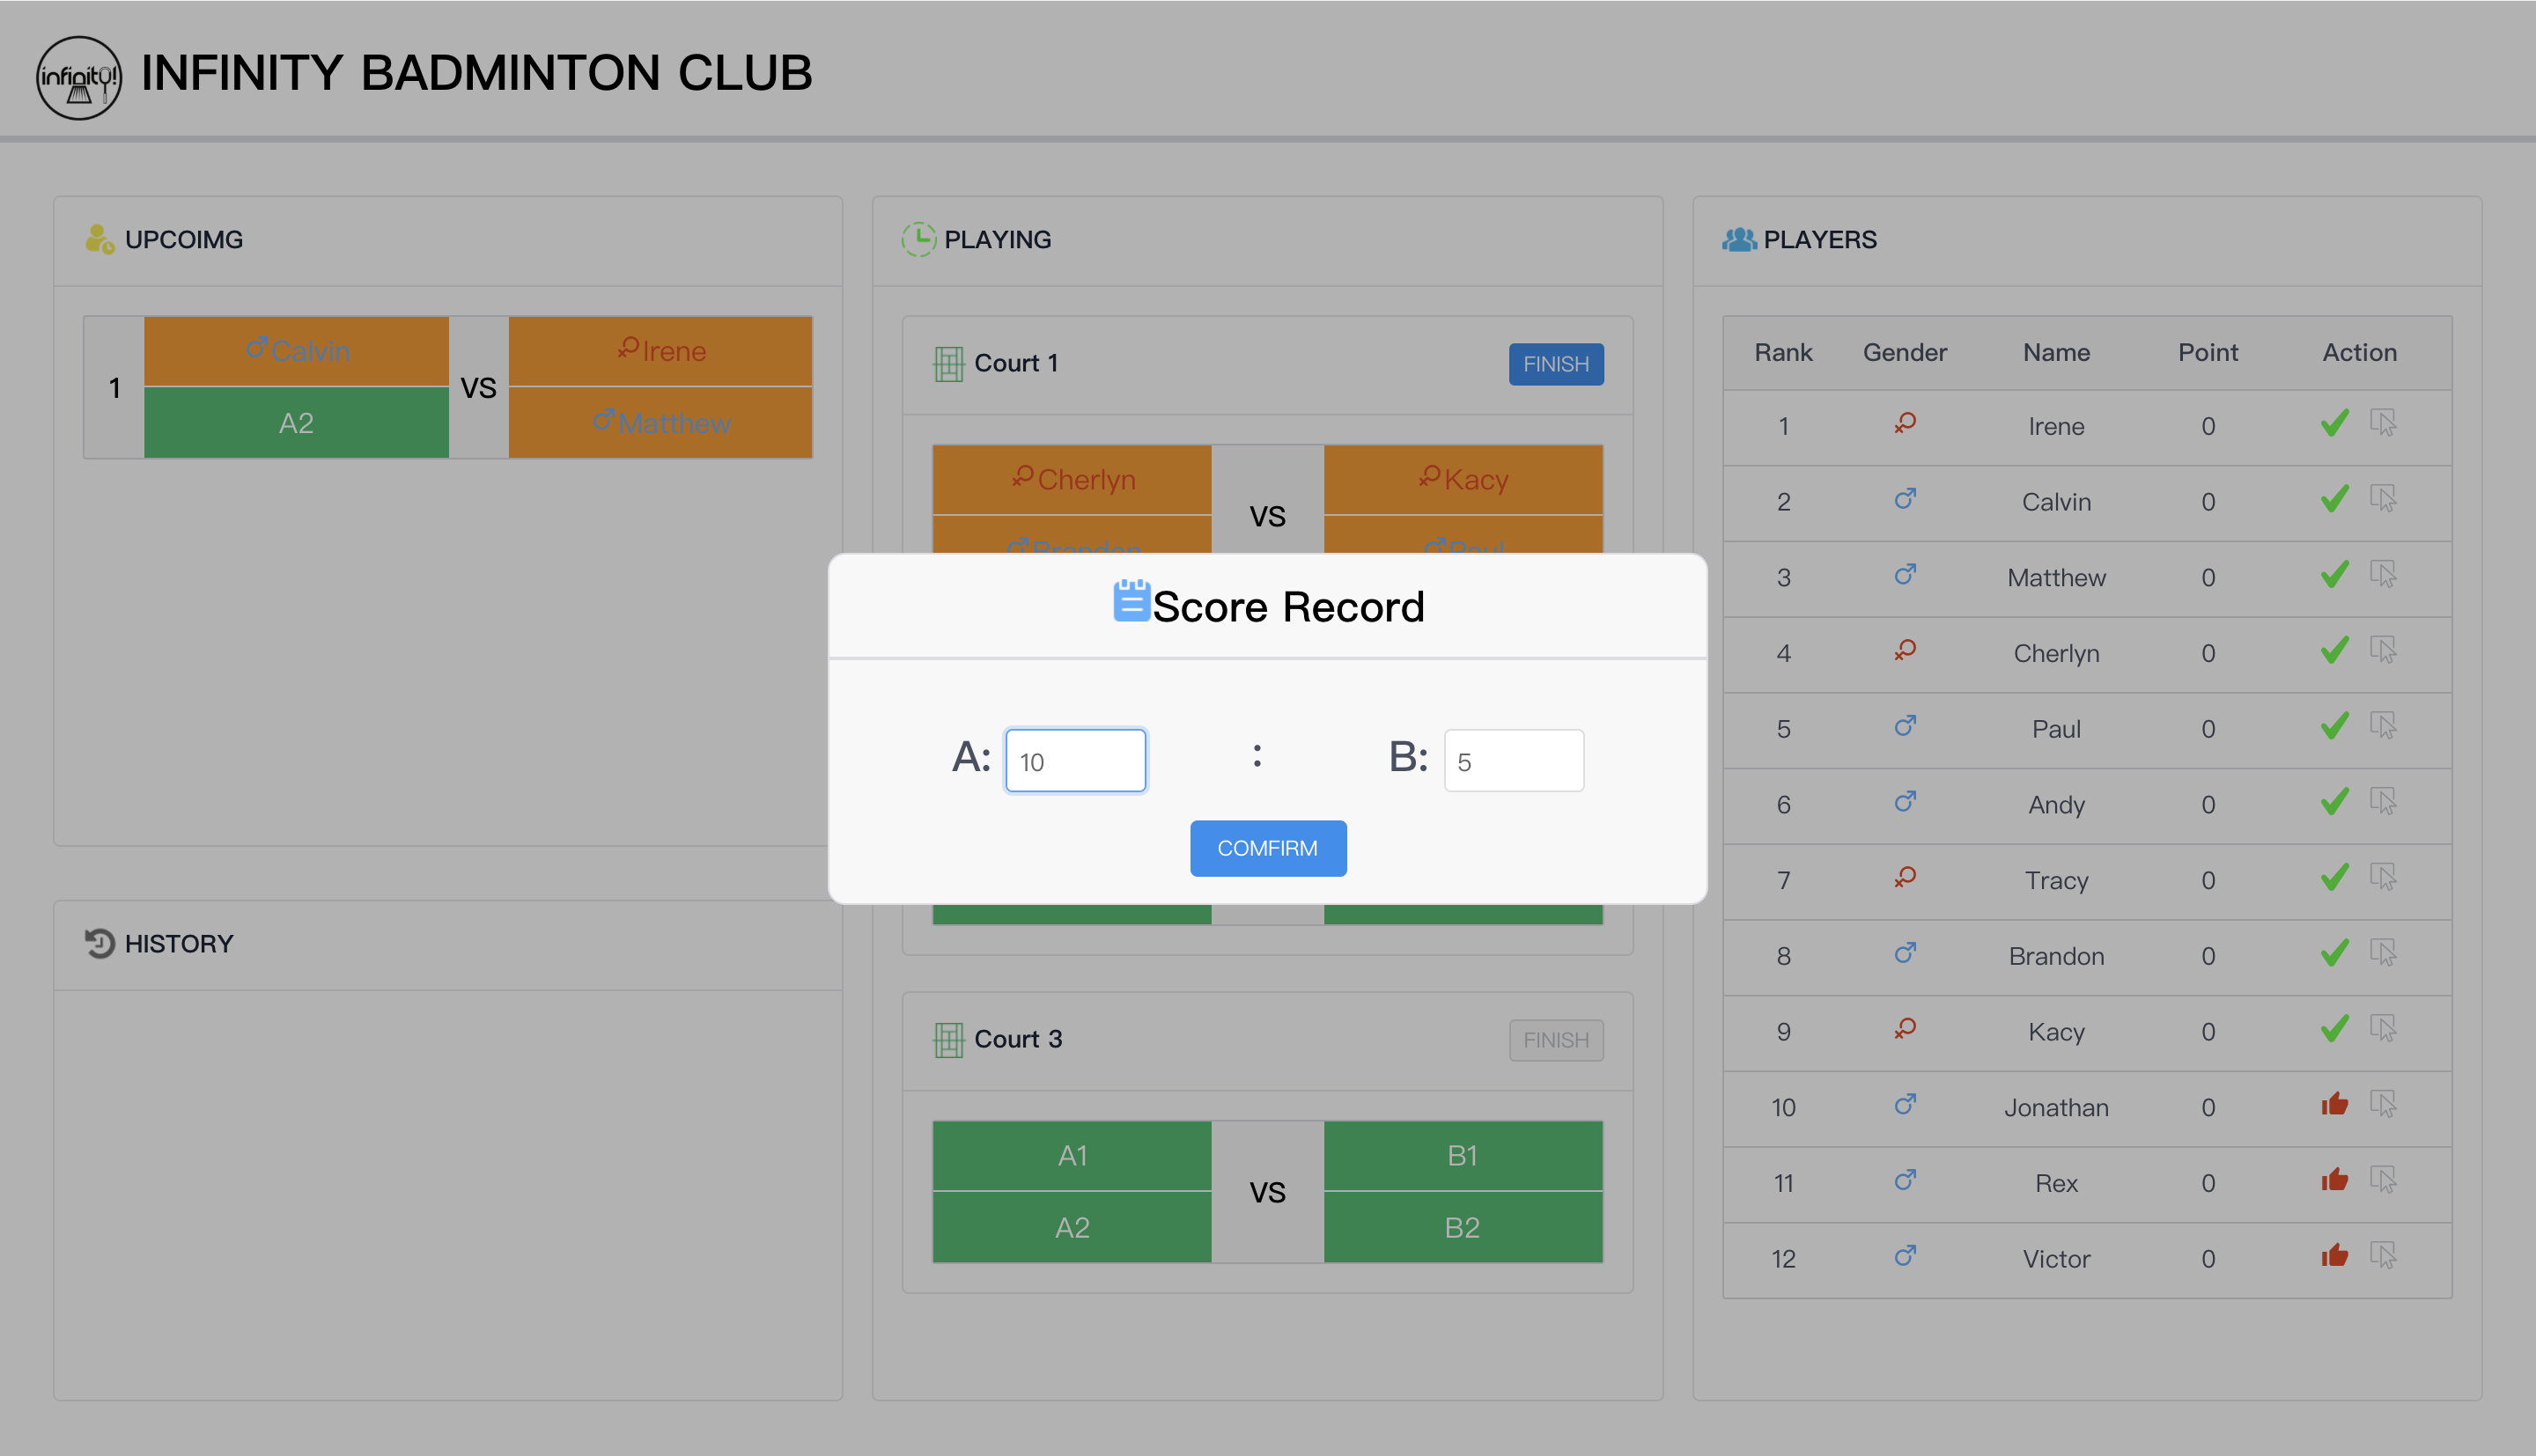 infinity!
INFINITY BADMINTON CLUB
UPCOIMG
1
Calvin
A2
VS
Irene
Matthew
HISTORY
PLAYING
Court 1
FINISH
Cherlyn
Brandon
VS
Kacy
Paul
Score Record
A: 10
:
B: 5
COMFIRM
Court 3
FINISH
A1
A2
VS
B1
B2
PLAYERS
Rank Gender Name Point Action
1 Irene 0
2 Calvin 0
3 Matthew 0
4 Cherlyn 0
5 Paul 0
6 Andy 0
7 Tracy 0
8 Brandon 0
9 Kacy 0
10 Jonathan 0
11 Rex 0
12 Victor 0